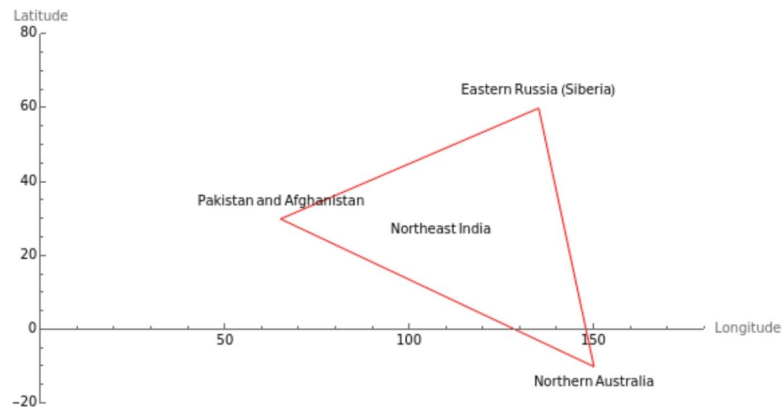 Latitude
80
60
40
20
0
−20
50
100
150
Longitude
Eastern Russia (Siberia)
Pakistan and Afghanistan
Northeast India
Northern Australia